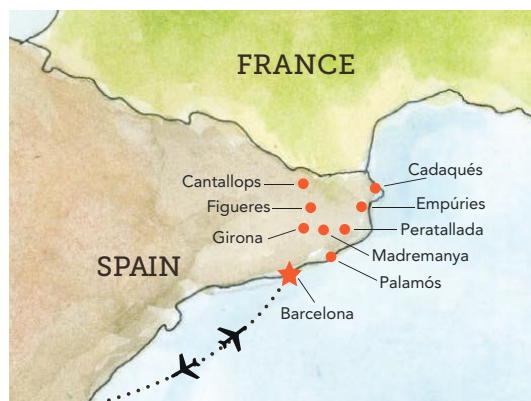 FRANCE
Cantallops
Cadaqués
Figueres
Empúries
Girona
Peratallada
Madremanya
SPAIN
Palamós
Barcelona